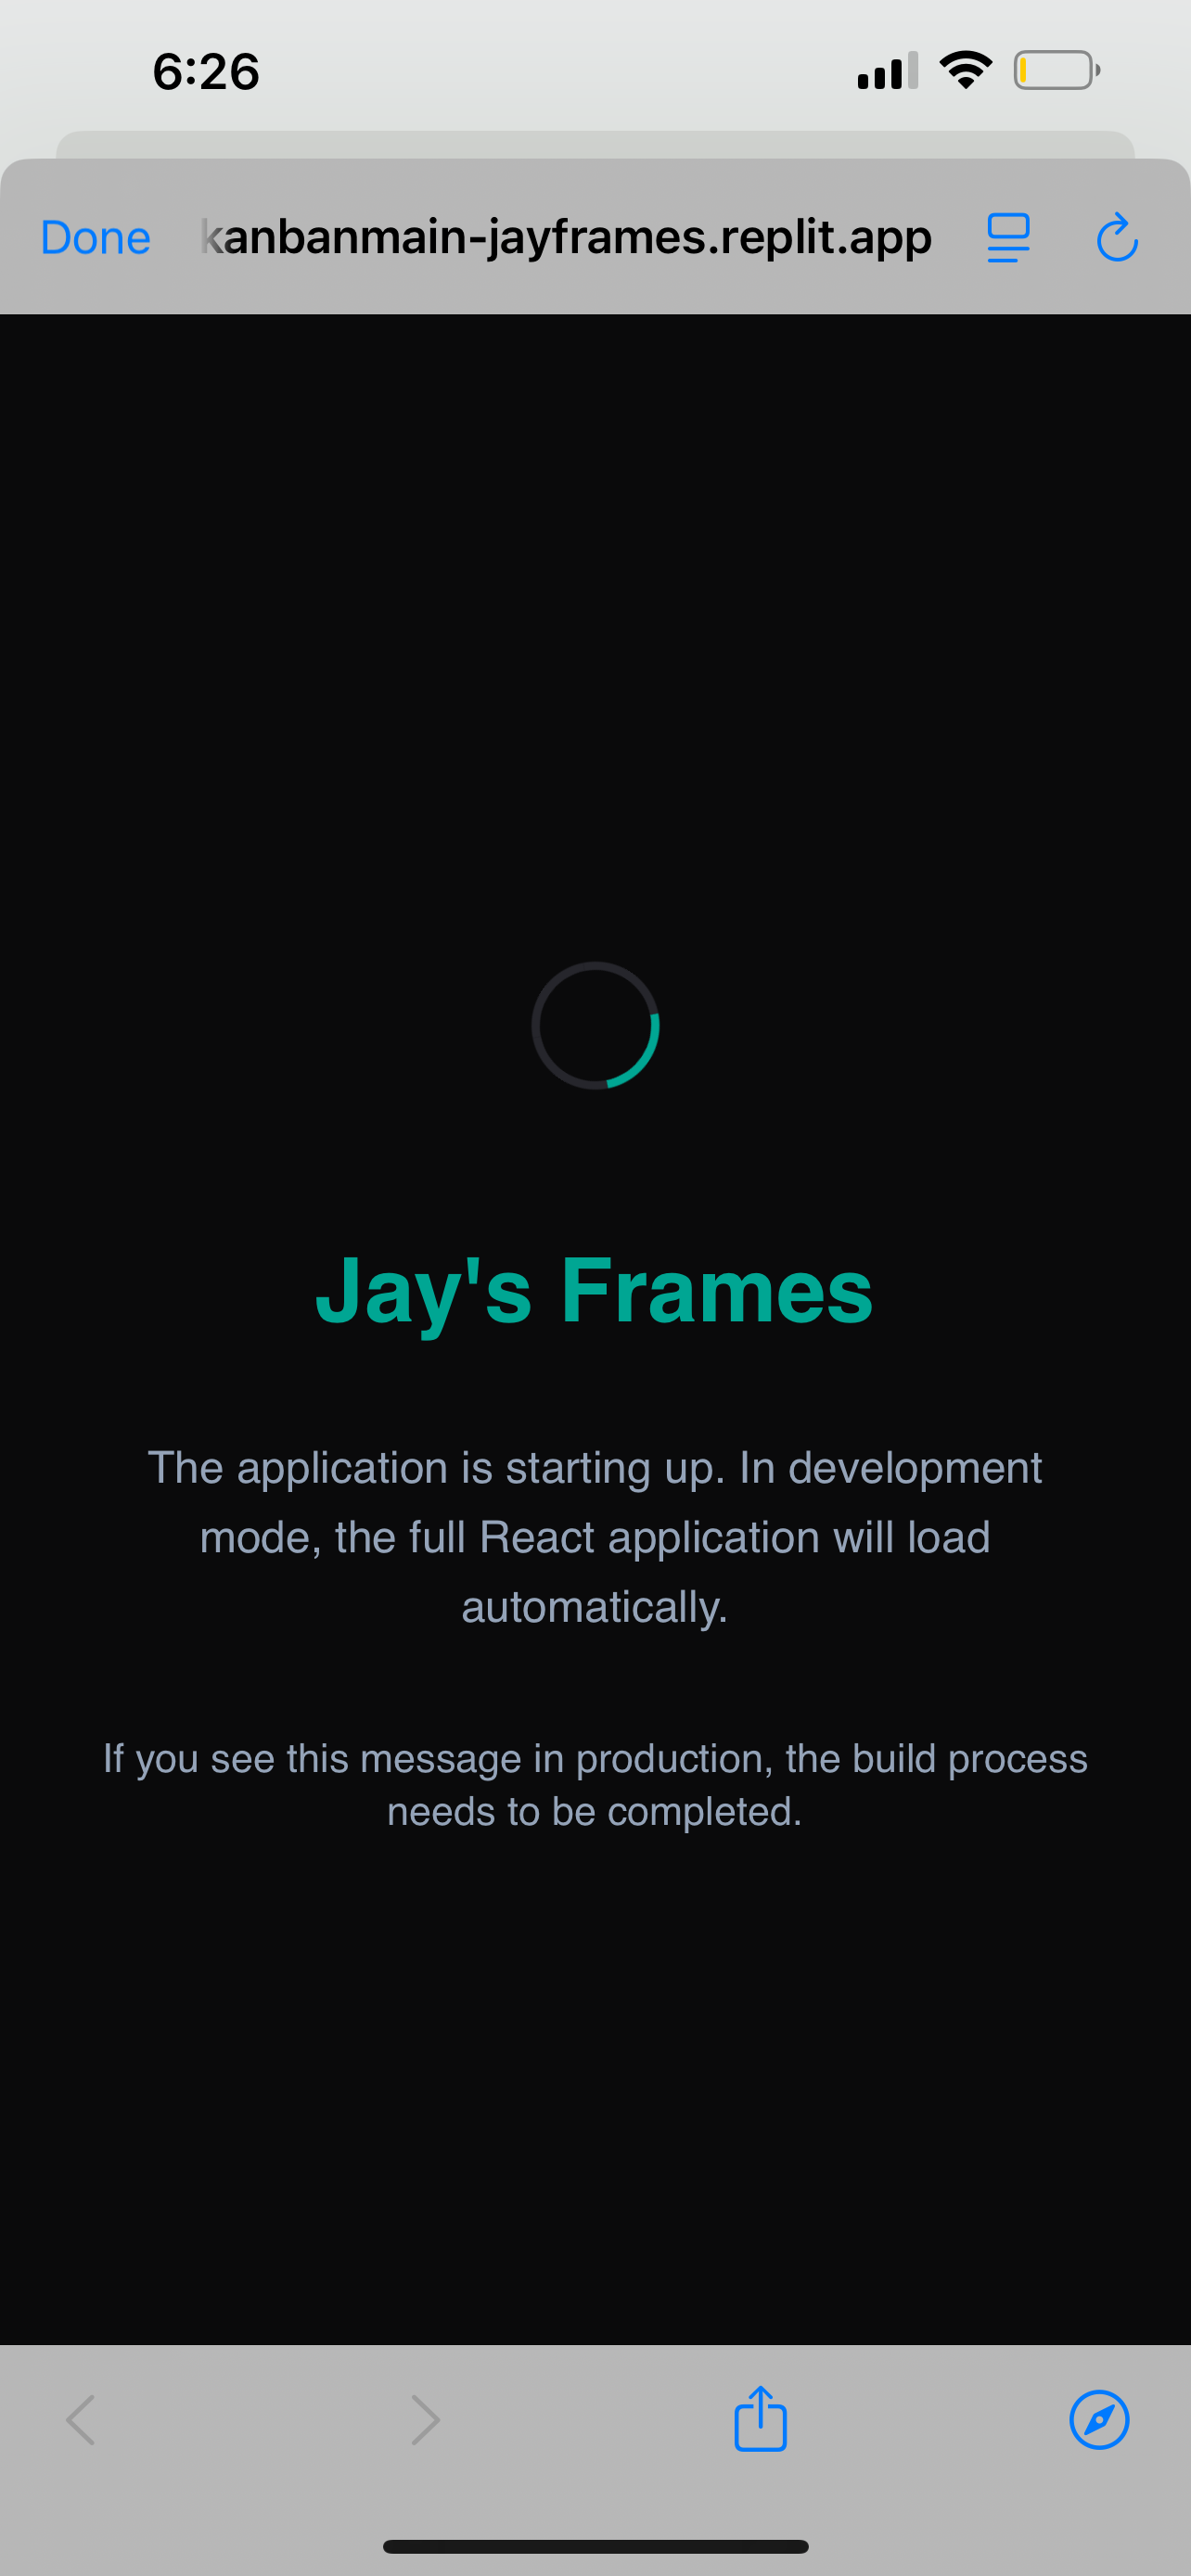 6:26
Done
kanbanmain-jayframes.replit.app
Jay's Frames
The application is starting up. In development
mode, the full React application will load
automatically.
If you see this message in production, the build process
needs to be completed.